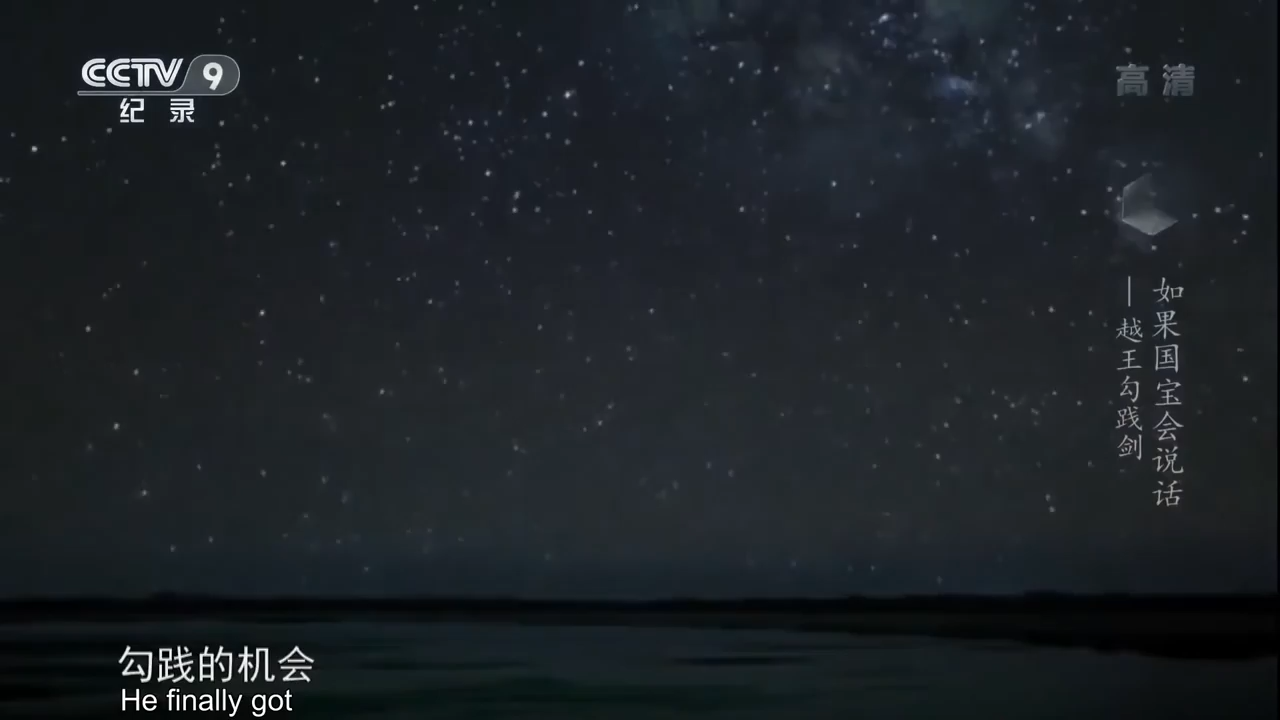 CCTV 9
纪录
高清
如果国宝会说话
—越王勾践剑
勾践的机会
He finally got